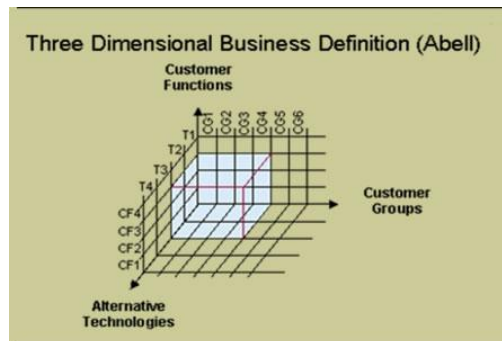 Three Dimensional Business Definition (Abell)
Customer
Functions
CG1
CG2
CG3
CG4
CG5
CG6
T1
T2
T3
T4
CF4
CF3
CF2
CF1
Customer
Groups
Alternative
Technologies